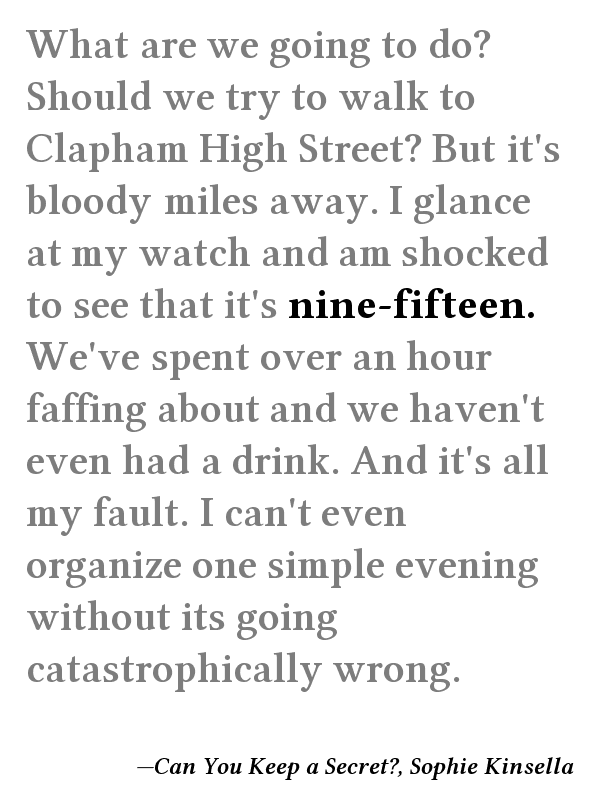 What are we going to do?
Should we try to walk to
Clapham High Street? But it's
bloody miles away. I glance
at my watch and am shocked
to see that it's nine-fifteen.
We've spent over an hour
faffing about and we haven't
even had a drink. And it's all
my fault. I can't even
organize one simple evening
without its going
catastrophically wrong.
—Can You Keep a Secret?, Sophie Kinsella